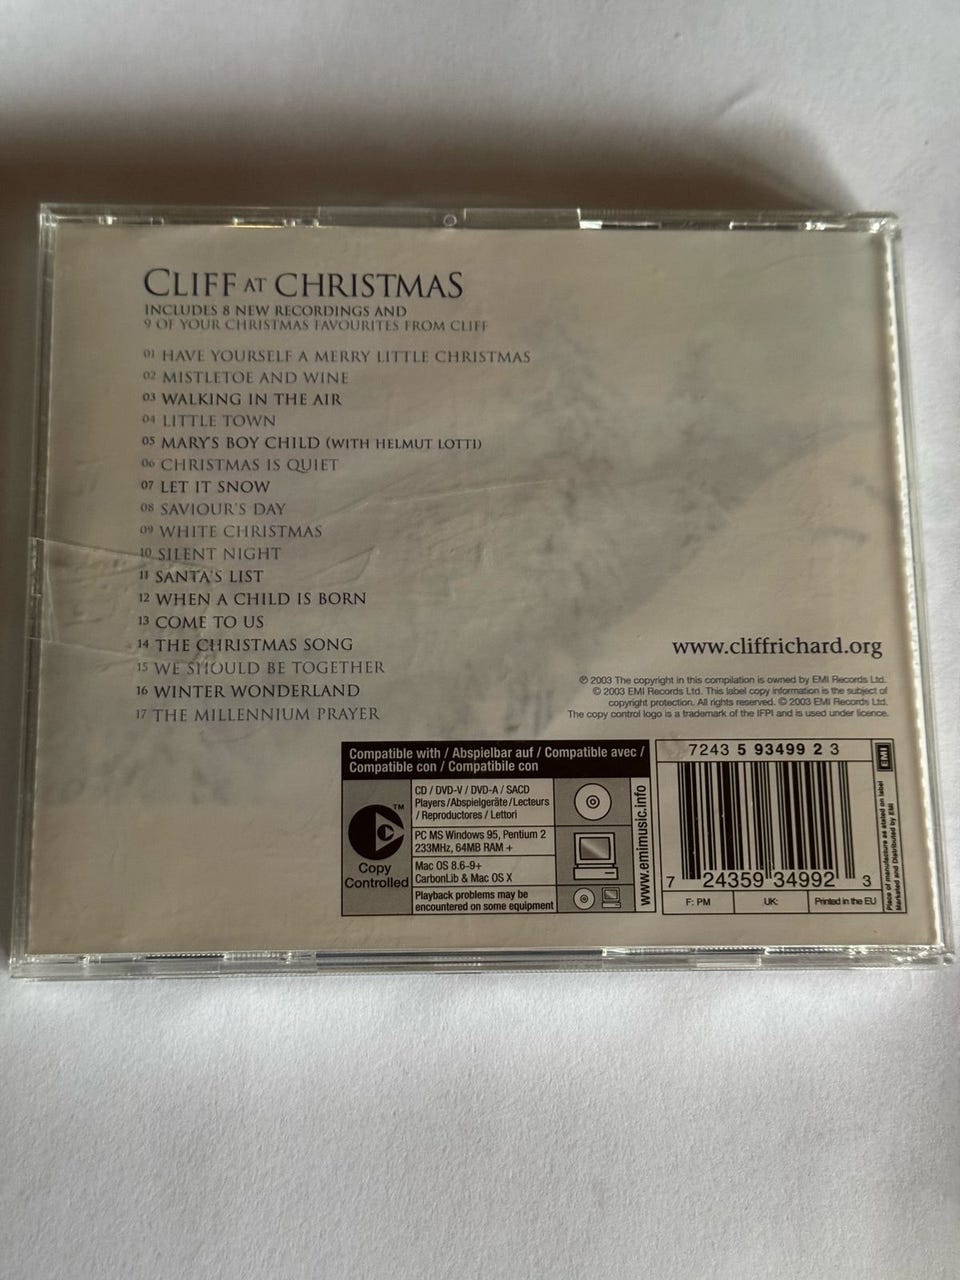 CLIFF AT CHRISTMAS
INCLUDES 8 NEW RECORDINGS AND
9 OF YOUR CHRISTMAS FAVOURITES FROM CLIFF
01 HAVE YOURSELF A MERRY LITTLE CHRISTMAS
02 MISTLETOE AND WINE
03 WALKING IN THE AIR
04 LITTLE TOWN
05 MARY'S BOY CHILD (WITH HELMUT LOTTI)
06 CHRISTMAS IS QUIET
07 LET IT SNOW
08 SAVIOUR'S DAY
09 WHITE CHRISTMAS
10 SILENT NIGHT
11 SANTA'S LIST
12 WHEN A CHILD IS BORN
13 COME TO US
14 THE CHRISTMAS SONG
15 WE SHOULD BE TOGETHER
16 WINTER WONDERLAND
17 THE MILLENNIUM PRAYER
www.cliffrichard.org
℗ 2003 The copyright in this compilation is owned by EMI Records Ltd.
© 2003 EMI Records Ltd. This label copy information is the subject of
copyright protection. All rights reserved. © 2003 EMI Records Ltd.
The copy control logo is a trademark of the IFPI and is used under licence.
Compatible with / Abspielbar auf / Compatible avec /
Compatible con / Compatibile con
TM
Copy
Controlled
CD / DVD-V / DVD-A / SACD
Players / Abspielgeräte / Lecteurs
/ Reproductores / Lettori
PC MS Windows 95, Pentium 2
233MHz, 64MB RAM +
Mac OS 8.6-9+
CarbonLib & Mac OS X
Playback problems may be
encountered on some equipment
www.emimusic.info
7243 5 93499 2 3
7 24359 34992 3
F: PM
UK:
Printed in the EU
EMI
Place of manufacture as stated on label
Marketed and Distributed by EMI